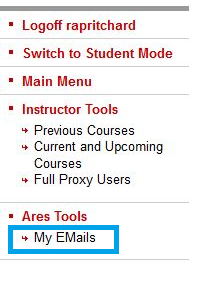 Logoff rapritchard
Switch to Student Mode
Main Menu
Instructor Tools
Previous Courses
Current and Upcoming
Courses
Full Proxy Users
Ares Tools
My EMails